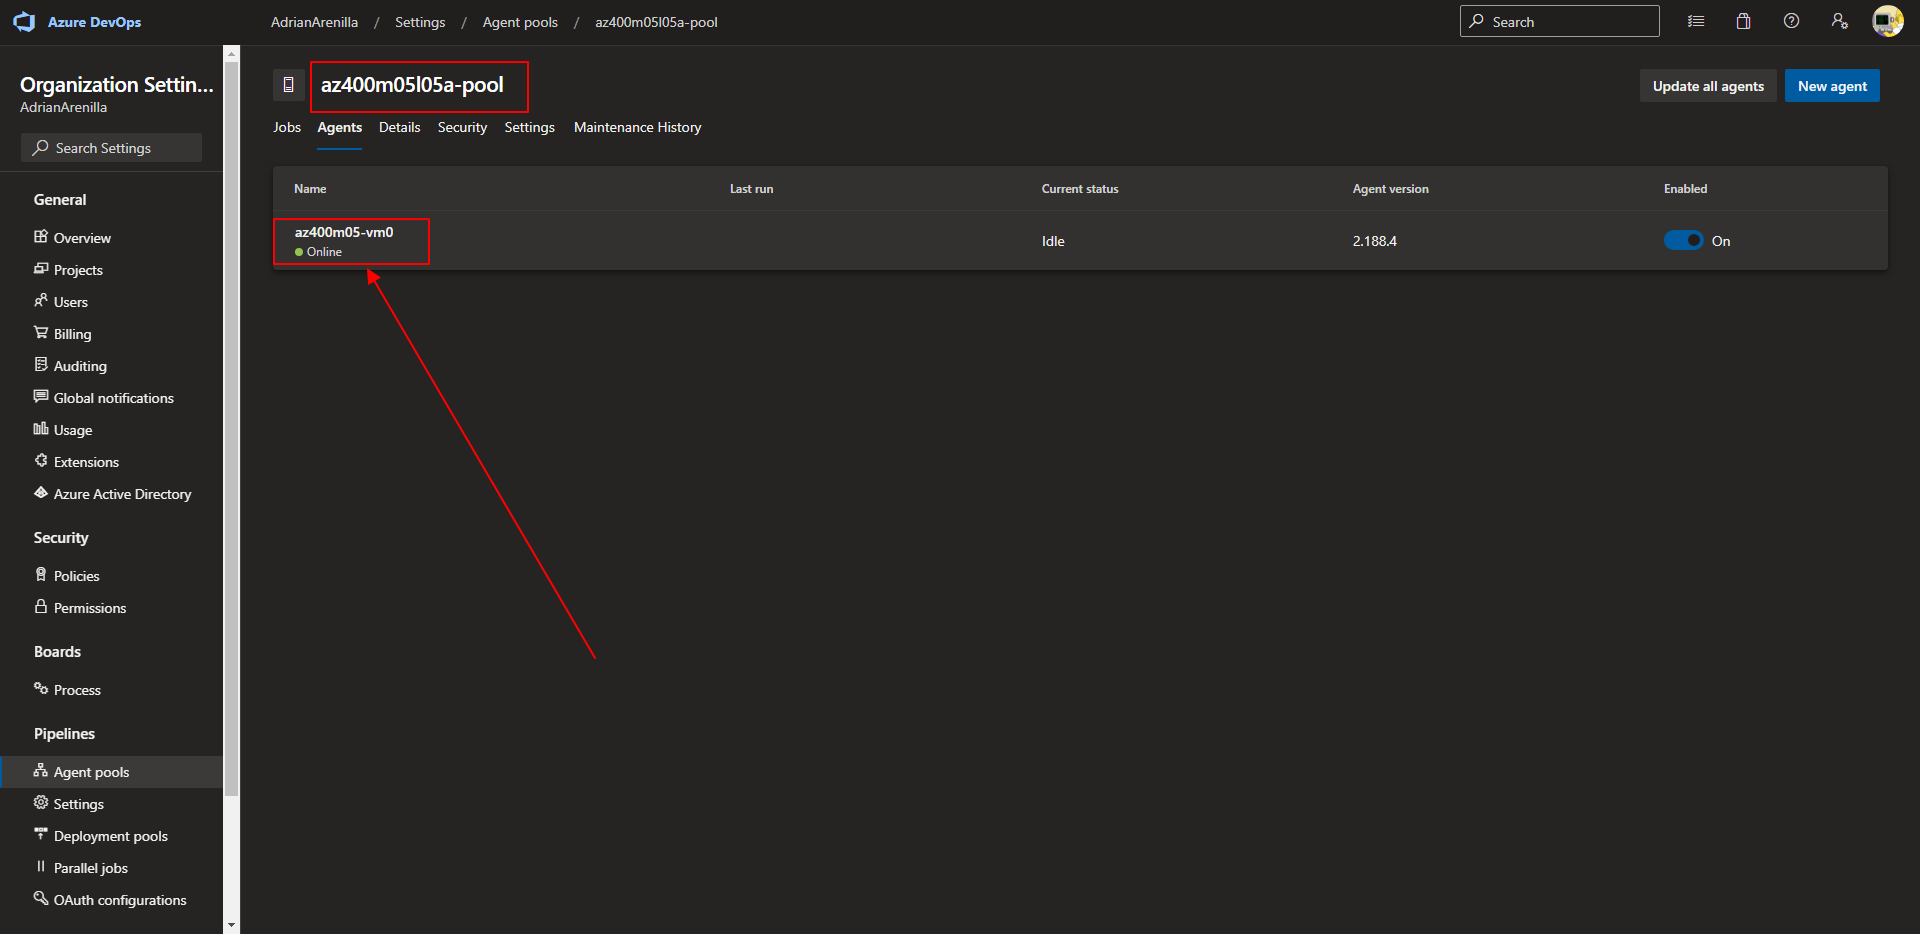 Azure DevOps
AdrianArenilla / Settings / Agent pools / az400m05l05a-pool
Search
Organization Settin...
AdrianArenilla
Search Settings
General
Overview
Projects
Users
Billing
Auditing
Global notifications
Usage
Extensions
Azure Active Directory
Security
Policies
Permissions
Boards
Process
Pipelines
Agent pools
Settings
Deployment pools
Parallel jobs
OAuth configurations
az400m05l05a-pool
Update all agents
New agent
Jobs Agents Details Security Settings Maintenance History
Name Last run Current status Agent version Enabled
az400m05-vm0
Online
Idle 2.188.4 On